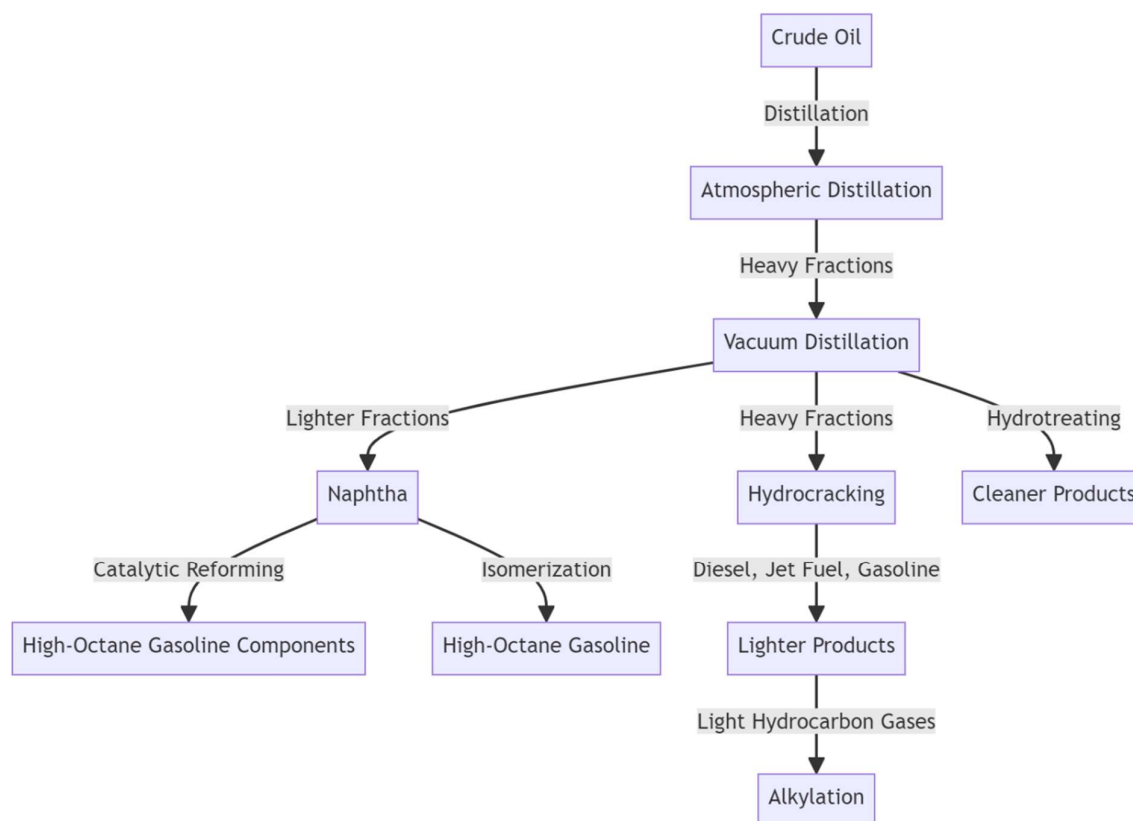 Crude Oil
Distillation
Atmospheric Distillation
Heavy Fractions
Vacuum Distillation
Lighter Fractions
Heavy Fractions
Hydrotreating
Naphtha
Hydrocracking
Cleaner Products
Catalytic Reforming
Isomerization
Diesel, Jet Fuel, Gasoline
High-Octane Gasoline Components
High-Octane Gasoline
Lighter Products
Light Hydrocarbon Gases
Alkylation